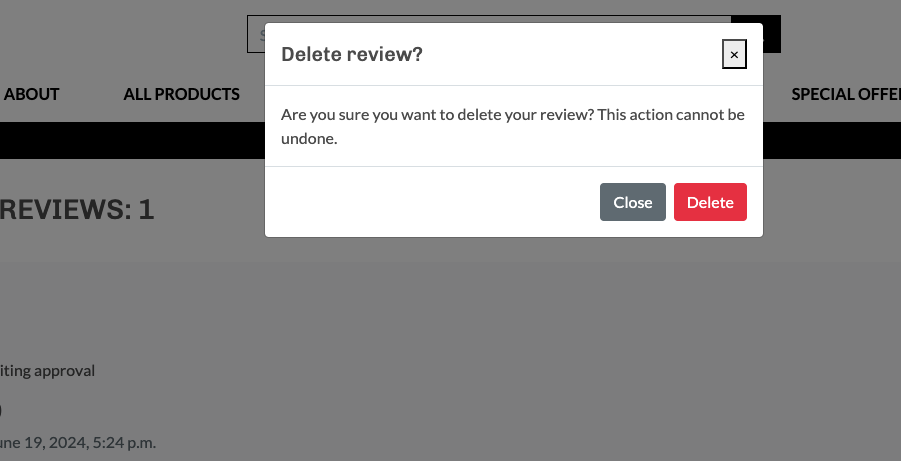 Delete review?
×
ABOUT
ALL PRODUCTS
SPECIAL OFFE
Are you sure you want to delete your review? This action cannot be
undone.
Close
Delete
REVIEWS: 1
iting approval
une 19, 2024, 5:24 p.m.